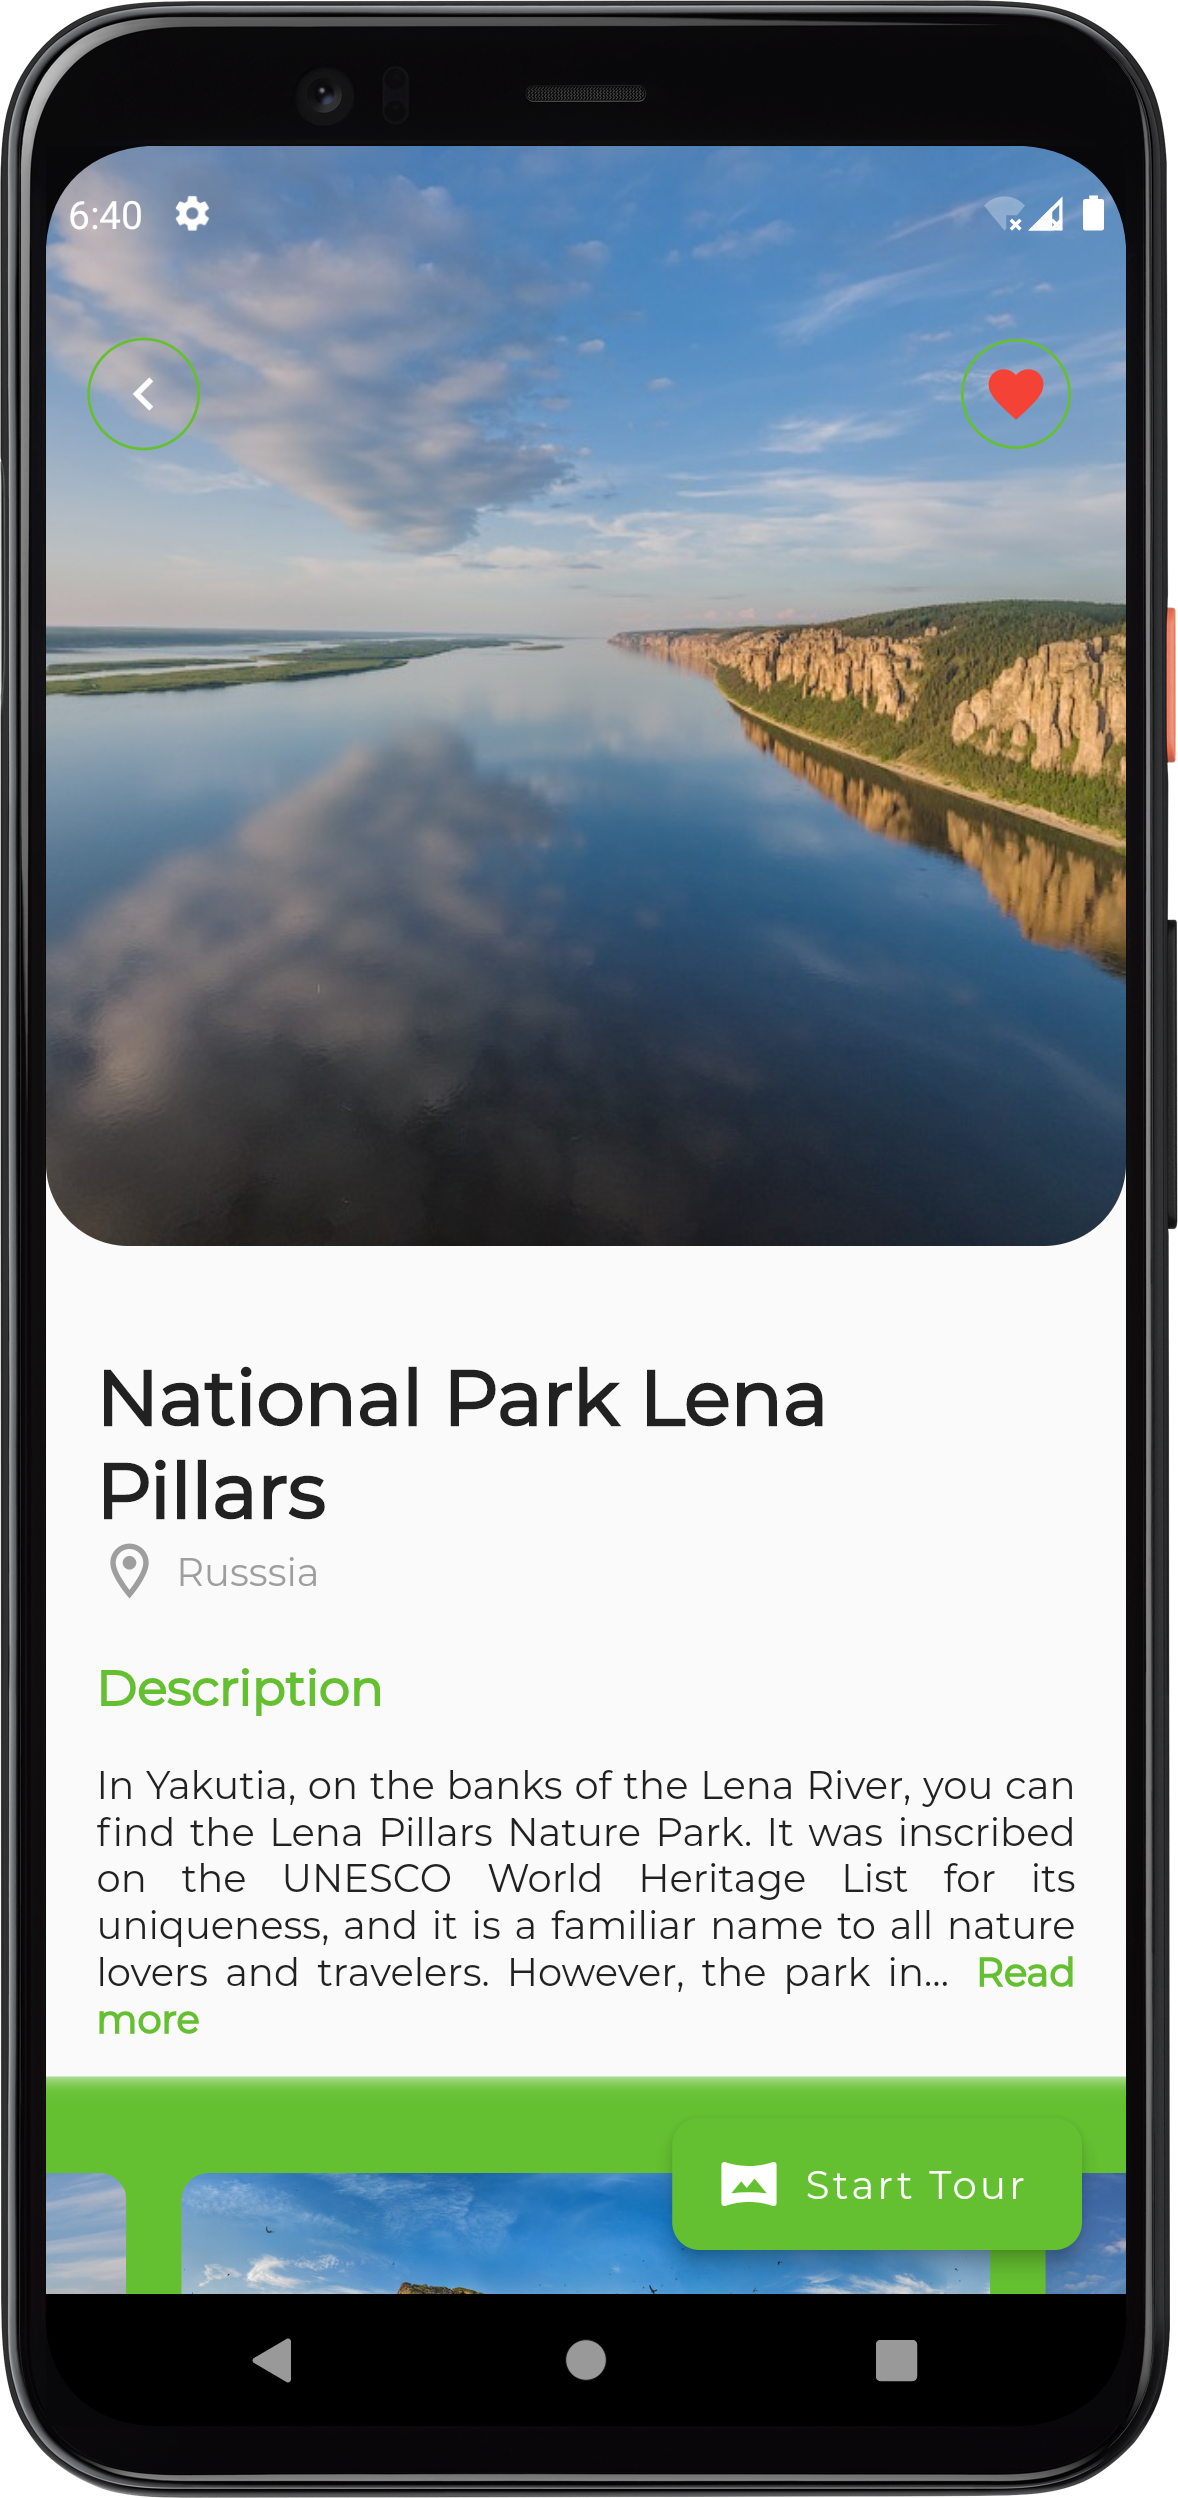 6:40
National Park Lena
Pillars
Russsia
Description
In Yakutia, on the banks of the Lena River, you can
find the Lena Pillars Nature Park. It was inscribed
on the UNESCO World Heritage List for its
uniqueness, and it is a familiar name to all nature
lovers and travelers. However, the park in... Read
more
Start Tour